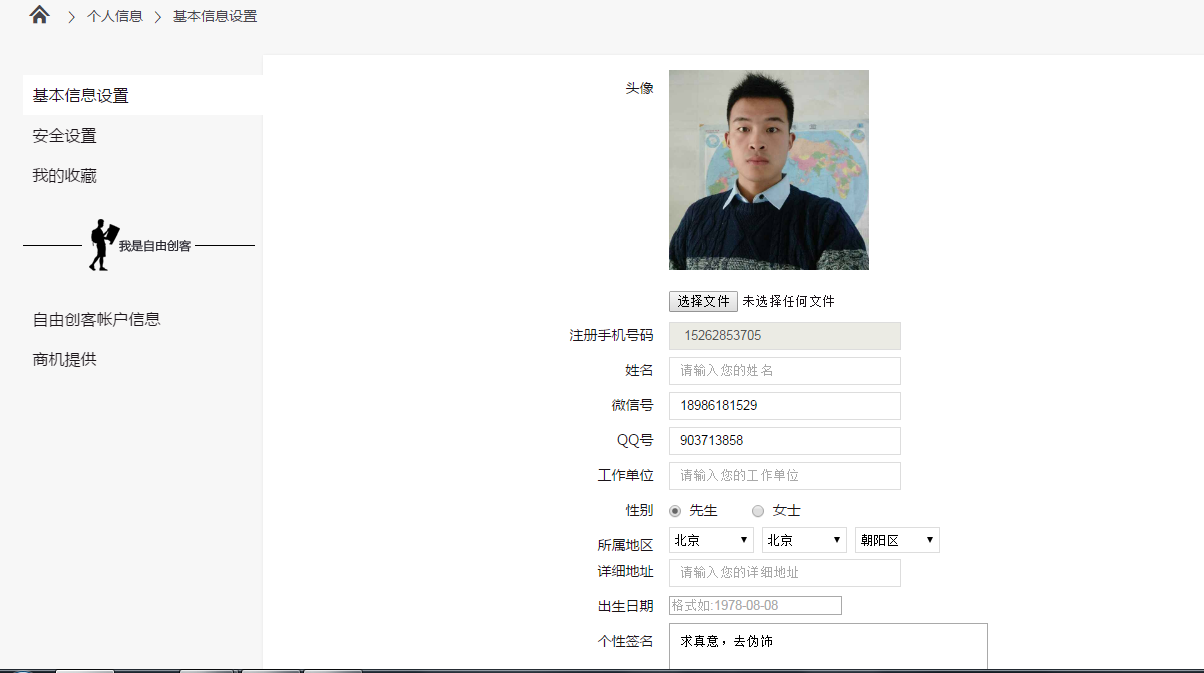 个人信息 基本信息设置
基本信息设置
安全设置
我的收藏
我是自由创客
自由创客帐户信息
商机提供
头像
选择文件 未选择任何文件
注册手机号码 15262853705
姓名 请输入您的姓名
微信号 18986181529
QQ号 903713858
工作单位 请输入您的工作单位
性别 先生 女士
所属地区 北京 北京 朝阳区
详细地址 请输入您的详细地址
出生日期 格式如:1978-08-08
个性签名 求真意，去伪饰